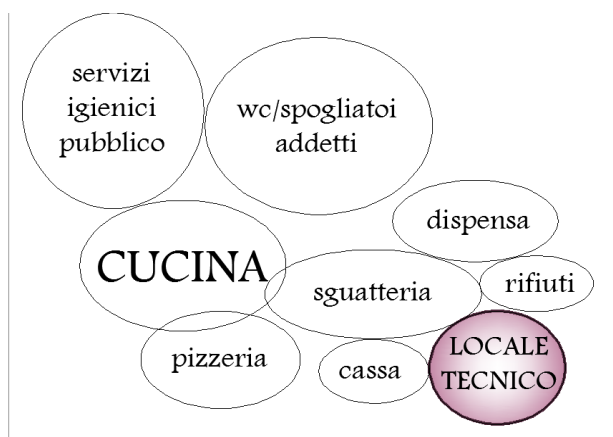 servizi
igienici
pubblico
wc/spogliatoi
addetti
dispensa
CUCINA
sguatteria
rifiuti
pizzeria
cassa
LOCALE
TECNICO